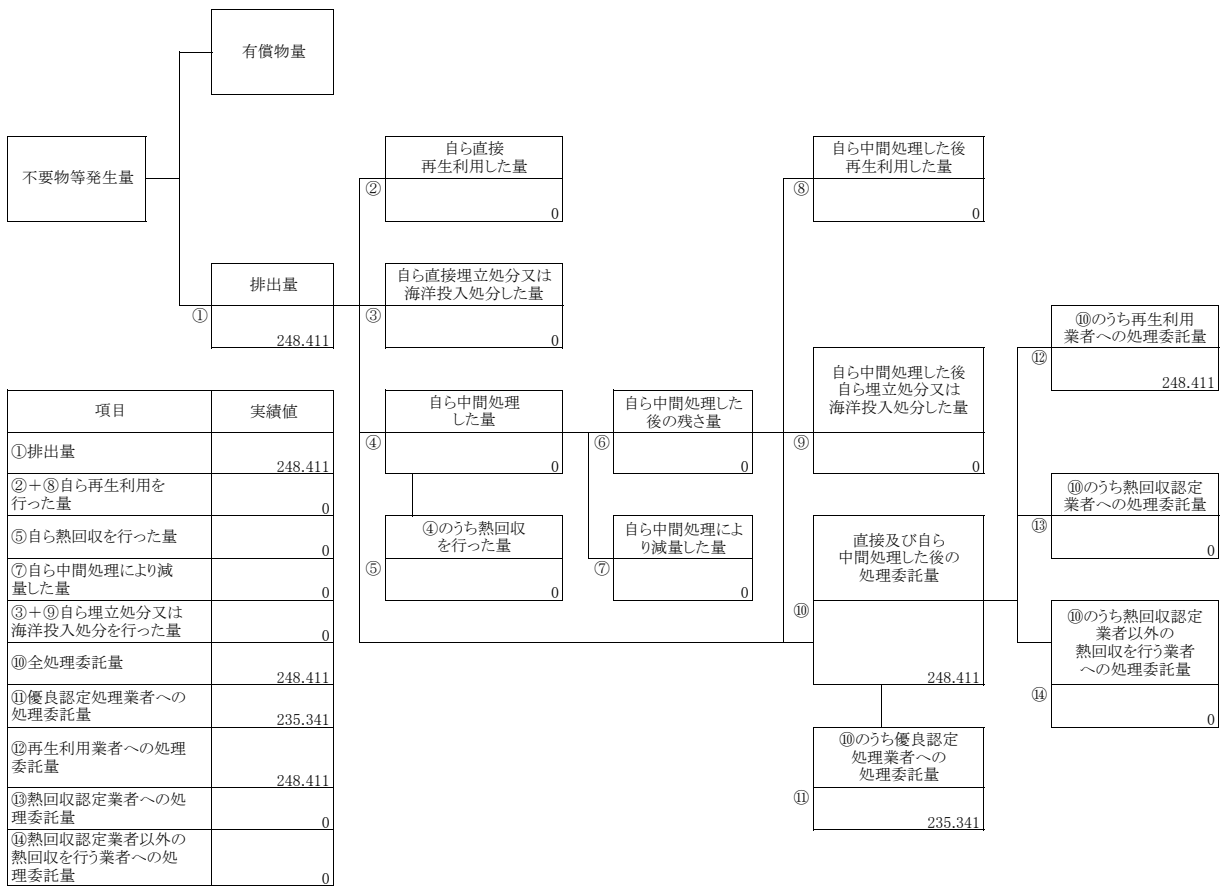 有償物量
不要物等発生量
排出量
①
248.411
自ら直接
再生利用した量
②
0
自ら直接埋立処分又は
海洋投入処分した量
③
0
自ら中間処理
した量
④
0
④のうち熱回収
を行った量
⑤
0
自ら中間処理した
後の残さ量
⑥
0
自ら中間処理によ
り減量した量
⑦
0
自ら中間処理した後
再生利用した量
⑧
0
自ら中間処理した後
自ら埋立処分又は
海洋投入処分した量
⑨
0
直接及び自ら
中間処理した後の
処理委託量
⑩
248.411
⑩のうち優良認定
処理業者への
処理委託量
⑪
235.341
⑩のうち再生利用
業者への処理委託量
⑫
248.411
⑩のうち熱回収認定
業者への処理委託量
⑬
0
⑩のうち熱回収認定
業者以外の
熱回収を行う業者
への処理委託量
⑭
0
項目 実績値
①排出量
248.411
②＋⑧自ら再生利用を
行った量
0
⑤自ら熱回収を行った量
0
⑦自ら中間処理により減
量した量
0
③＋⑨自ら埋立処分又は
海洋投入処分を行った量
0
⑩全処理委託量
248.411
⑪優良認定処理業者への
処理委託量
235.341
⑫再生利用業者への処理
委託量
248.411
⑬熱回収認定業者への処
理委託量
0
⑭熱回収認定業者以外の
熱回収を行う業者への処
理委託量
0